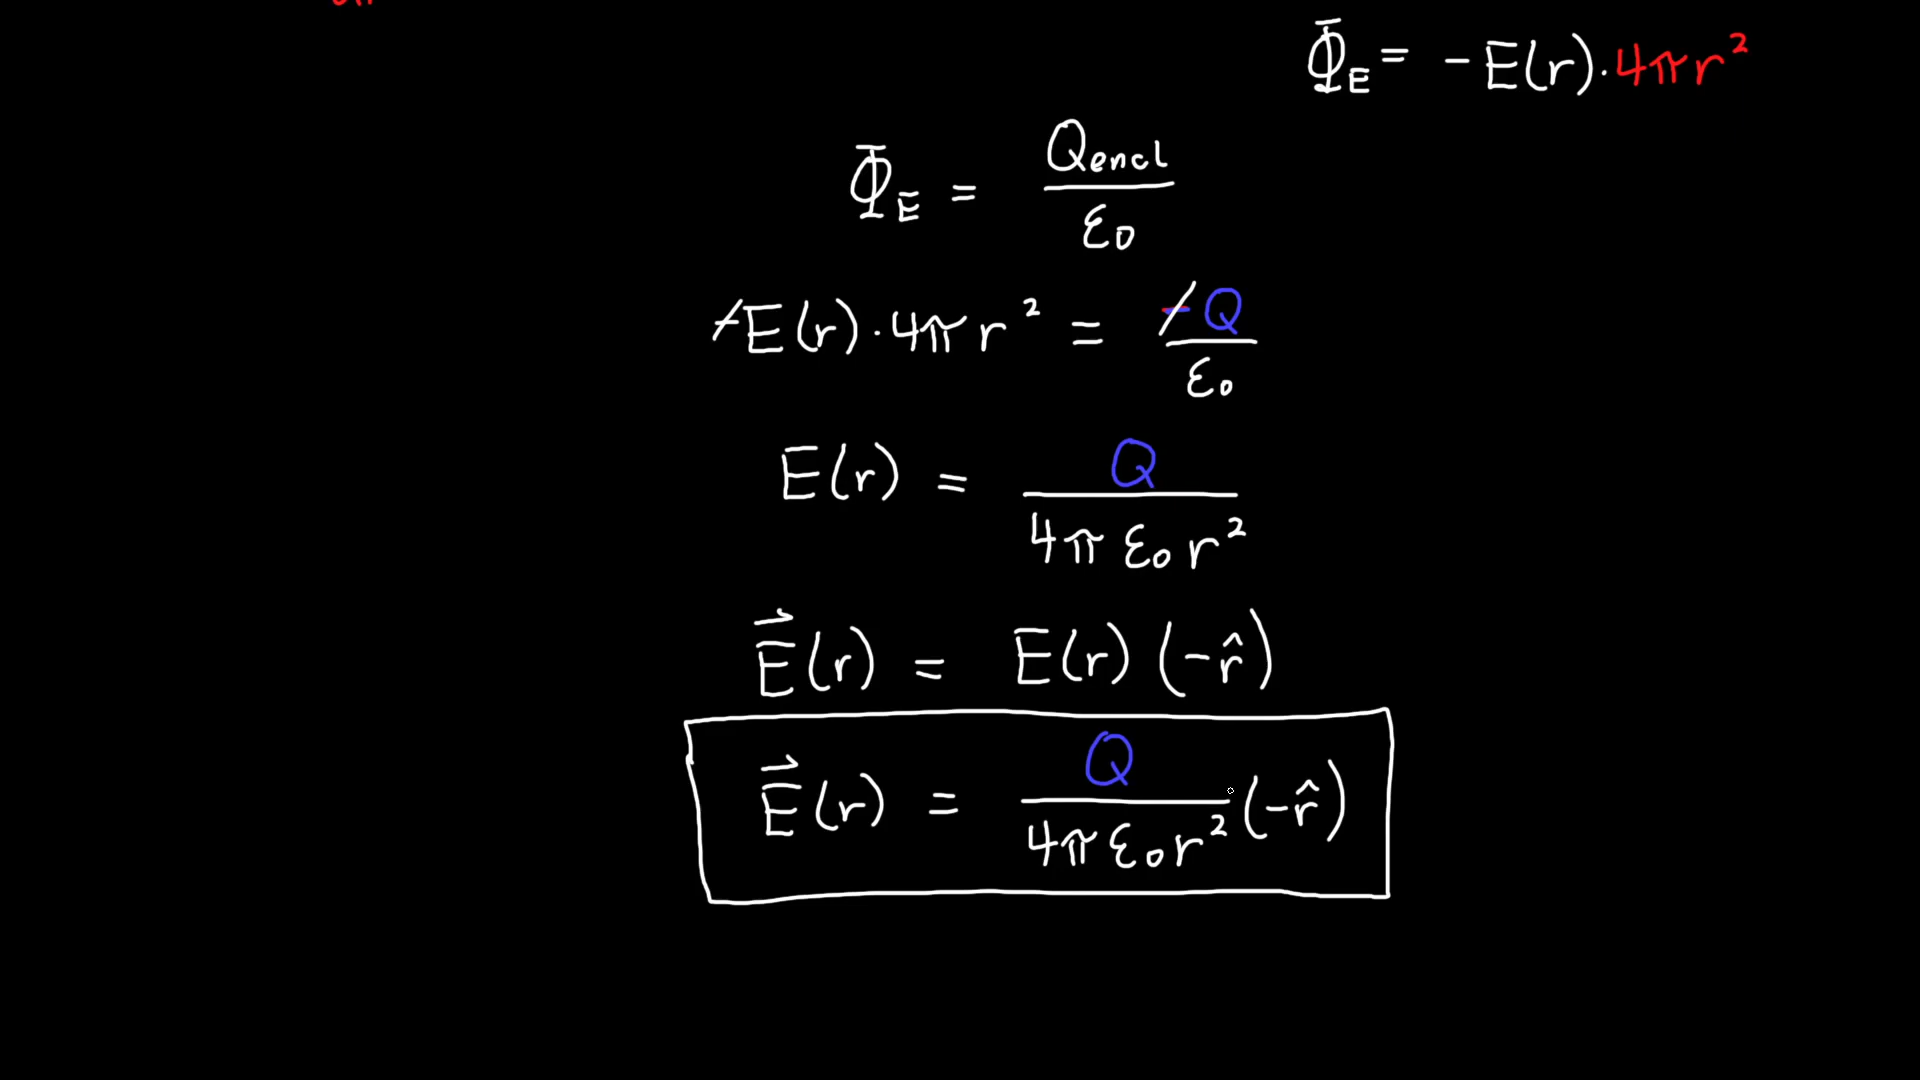 Φ_E = -E(r)·4πr²
Φ_E = Q_encl / ε₀
-E(r)·4πr² = -Q / ε₀
E(r) = Q / 4πε₀r²
E⃗(r) = E(r)(-r̂)
E⃗(r) = Q / 4πε₀r² (-r̂)